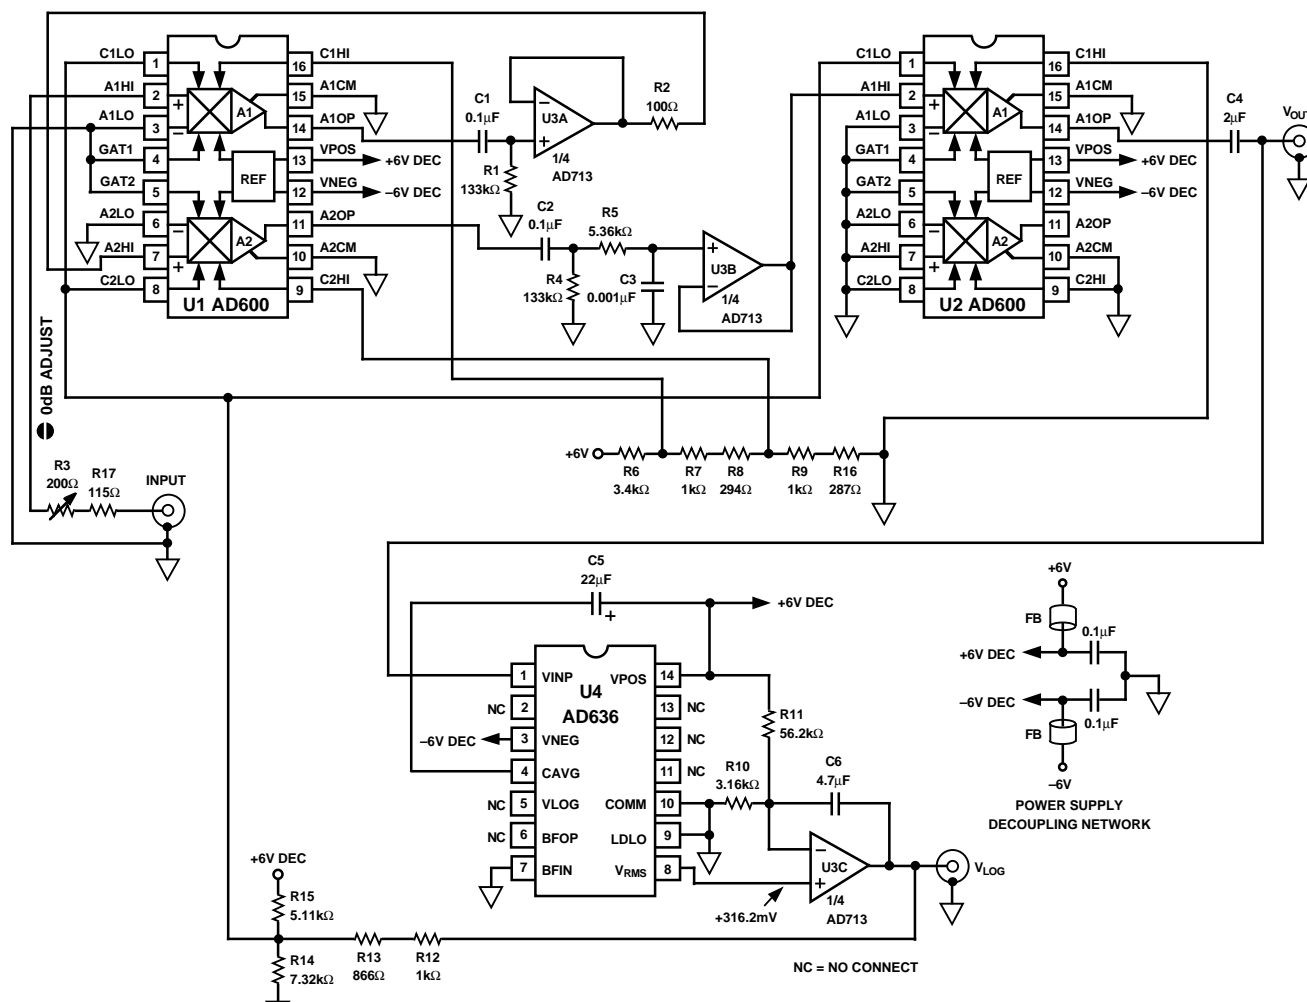 C1LO
1
A1HI
2
A1LO
3
GAT1
4
GAT2
5
A2LO
6
A2HI
7
C2LO
8
+
–
–
+
A1
REF
A2
C1HI
16
A1CM
15
A1OP
14
VPOS
13
+6V DEC
VNEG
12
–6V DEC
A2OP
11
A2CM
10
C2HI
9
U1 AD600
C1
0.1µF
R1
133kΩ
–
+
U3A
1/4
AD713
R2
100Ω
C2
0.1µF
R5
5.36kΩ
R4
133kΩ
C3
0.001µF
+
–
U3B
1/4
AD713
C1LO
1
A1HI
2
A1LO
3
GAT1
4
GAT2
5
A2LO
6
A2HI
7
C2LO
8
+
–
–
+
A1
REF
A2
C1HI
16
A1CM
15
A1OP
14
VPOS
13
+6V DEC
VNEG
12
–6V DEC
A2OP
11
A2CM
10
C2HI
9
U2 AD600
C4
2µF
VOUT
0dB ADJUST
R3
200Ω
R17
115Ω
INPUT
+6V
R6
3.4kΩ
R7
1kΩ
R8
294Ω
R9
1kΩ
R16
287Ω
C5
22µF
+
+6V DEC
1
VINP
NC
2
–6V DEC
3
VNEG
4
CAVG
NC
5
VLOG
NC
6
BFOP
7
BFIN
U4
AD636
VPOS
14
13
NC
12
NC
11
NC
COMM
10
LDLO
9
VRMS
8
R11
56.2kΩ
R10
3.16kΩ
C6
4.7µF
–
+
U3C
1/4
AD713
+316.2mV
VLOG
+6V
FB
0.1µF
+6V DEC
–6V DEC
0.1µF
FB
–6V
POWER SUPPLY
DECOUPLING NETWORK
+6V DEC
R15
5.11kΩ
R14
7.32kΩ
R13
866Ω
R12
1kΩ
NC = NO CONNECT